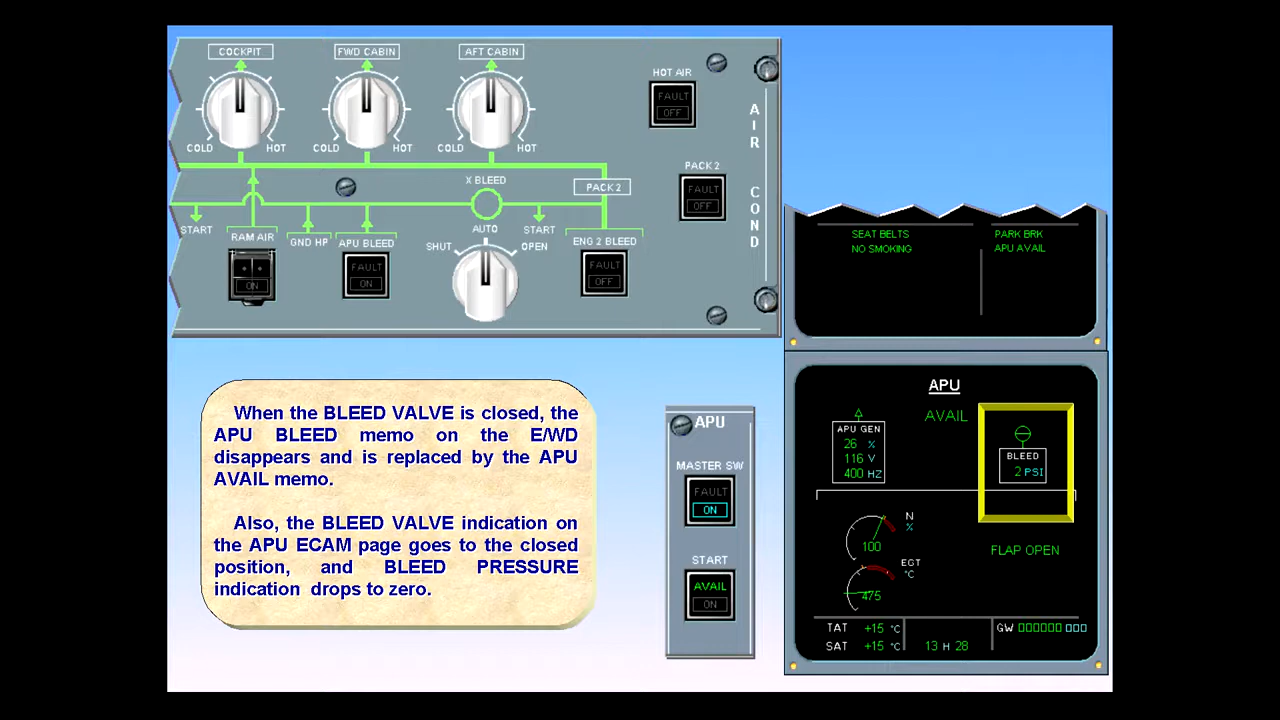 COCKPIT
FWD CABIN
AFT CABIN
COLD HOT
COLD HOT
COLD HOT
HOT AIR
FAULT
OFF
AIR COND
PACK 2
FAULT
OFF
X BLEED
PACK 2
START
RAM AIR
ON
GND HP
APU BLEED
FAULT
ON
AUTO
SHUT
OPEN
START
ENG 2 BLEED
FAULT
OFF
SEAT BELTS
NO SMOKING
PARK BRK
APU AVAIL
When the BLEED VALVE is closed, the
APU BLEED memo on the E/WD
disappears and is replaced by the APU
AVAIL memo.
Also, the BLEED VALVE indication on
the APU ECAM page goes to the closed
position, and BLEED PRESSURE
indication drops to zero.
APU
MASTER SW
FAULT
ON
START
AVAIL
ON
APU
AVAIL
APU GEN
26 %
116 V
400 HZ
BLEED
2 PSI
N
%
100
EGT
°C
475
FLAP OPEN
TAT +15 °C
SAT +15 °C
13 H 28
GW